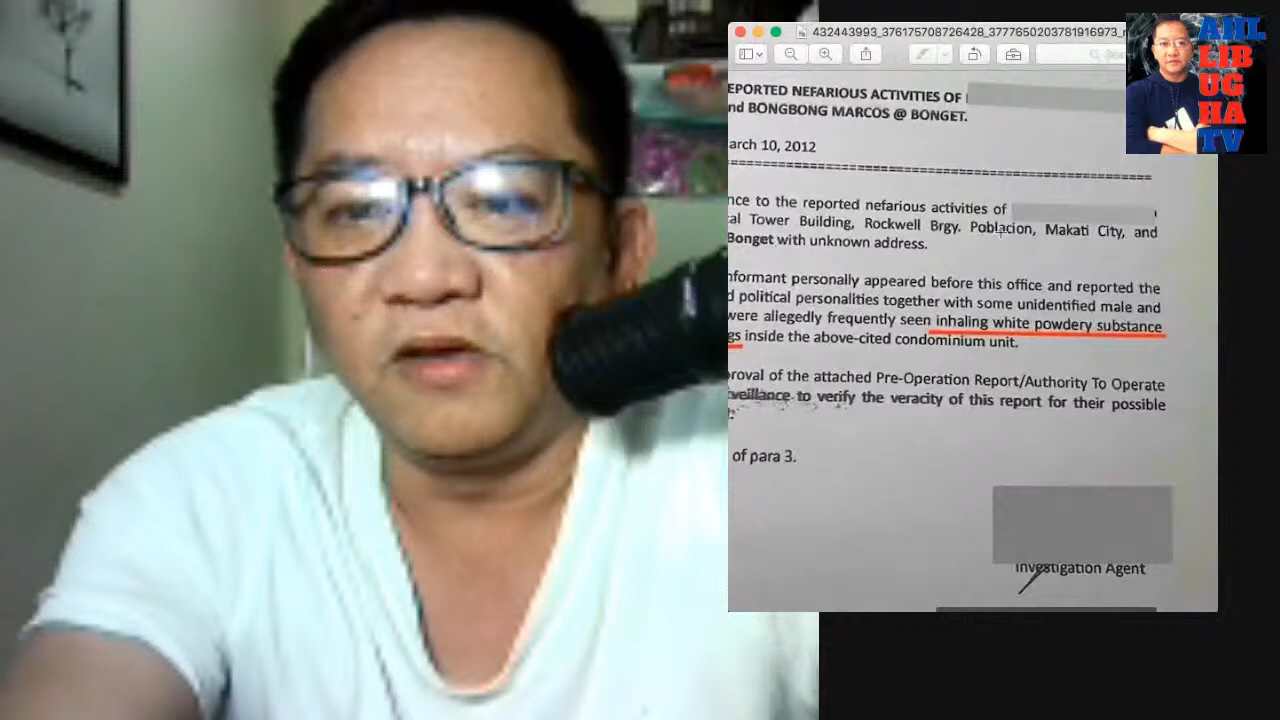 432443993_376175708726428_3777650203781916973_
AHL
LIB
UG
HA
TV
EPORTED NEFARIOUS ACTIVITIES OF
nd BONGBONG MARCOS @ BONGET.
arch 10, 2012
nce to the reported nefarious activities of
al Tower Building, Rockwell Brgy. Poblacion, Makati City, and
Bonget with unknown address.
nformant personally appeared before this office and reported the
d political personalities together with some unidentified male and
were allegedly frequently seen inhaling white powdery substance
gs inside the above-cited condominium unit.
roval of the attached Pre-Operation Report/Authority To Operate
veillance to verify the veracity of this report for their possible
of para 3.
Investigation Agent